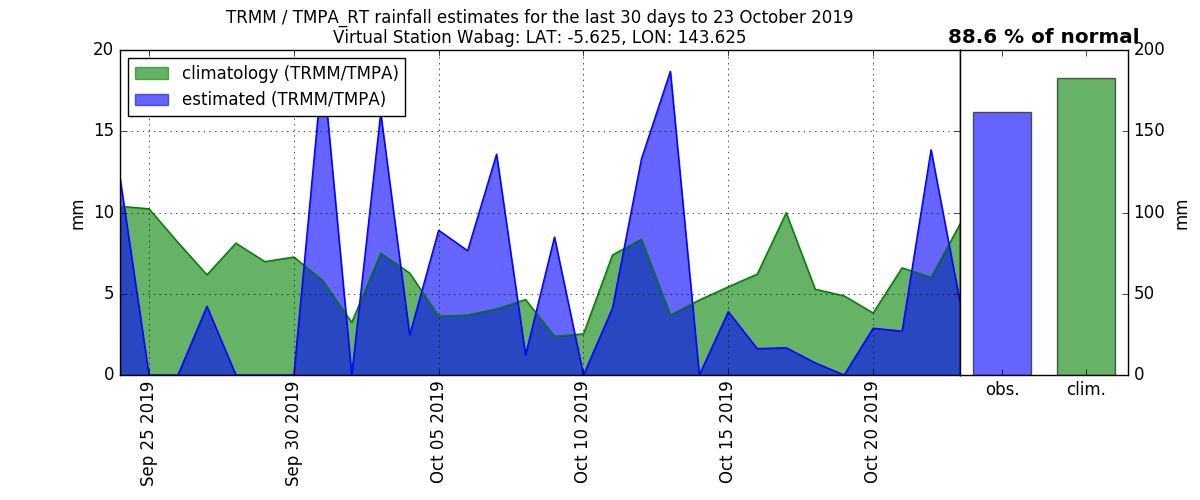 TRMM / TMPA_RT rainfall estimates for the last 30 days to 23 October 2019
Virtual Station Wabag: LAT: -5.625, LON: 143.625
88.6 % of normal
climatology (TRMM/TMPA)
estimated (TRMM/TMPA)
20
15
10
5
0
mm
Sep 25 2019
Sep 30 2019
Oct 05 2019
Oct 10 2019
Oct 15 2019
Oct 20 2019
200
150
100
50
0
mm
obs.
clim.